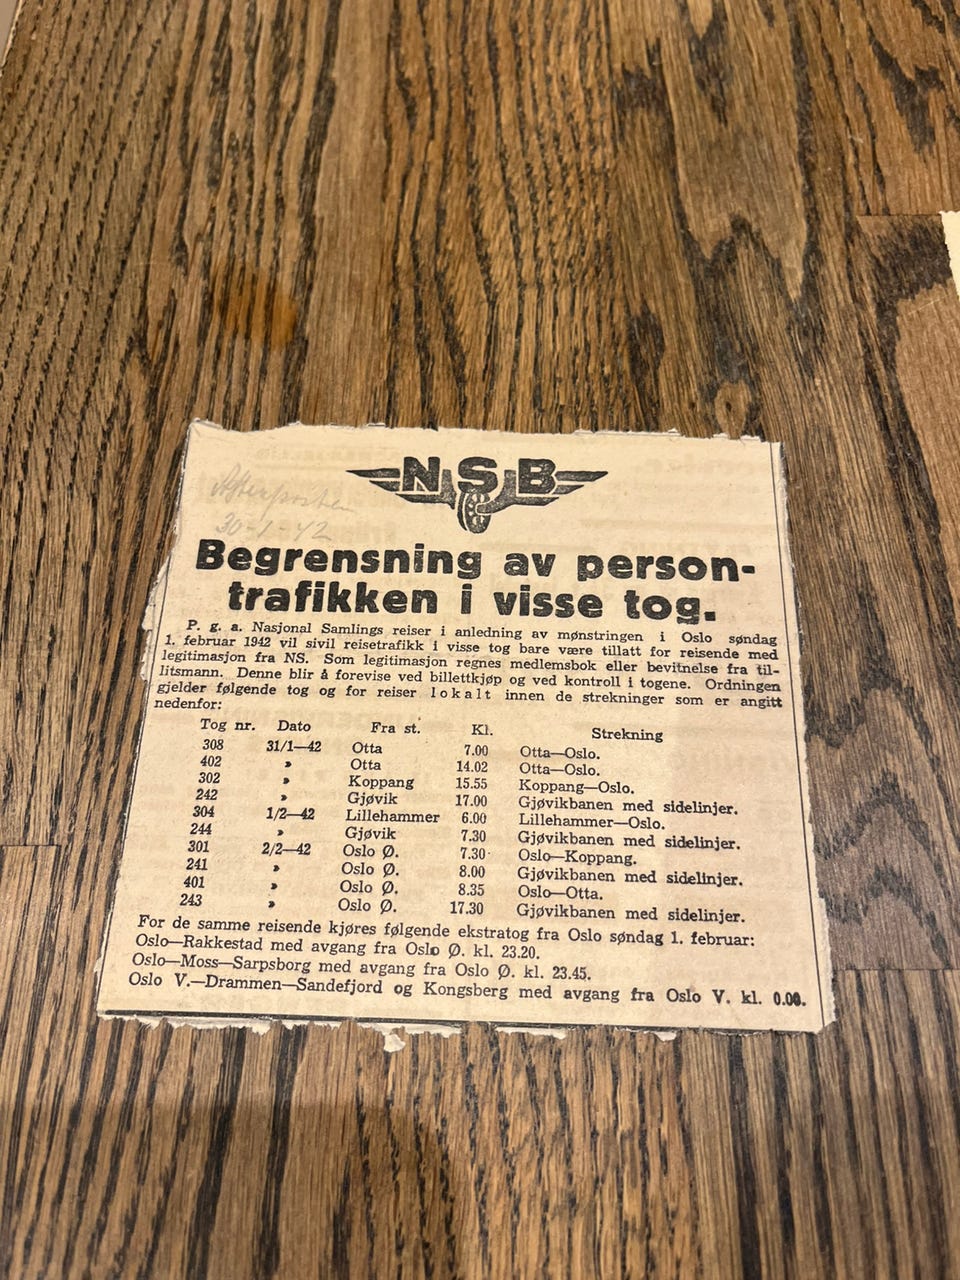 NSB
Aftenposten
30-1-42
Begrensning av person-
trafikken i visse tog.
P. g. a. Nasjonal Samlings reiser i anledning av mønstringen i Oslo søndag
1. februar 1942 vil sivil reisetrafikk i visse tog bare være tillatt for reisende med
legitimasjon fra NS. Som legitimasjon regnes medlemsbok eller bevitnelse fra til-
litsmann. Denne blir å forevise ved billettkjøp og ved kontroll i togene. Ordningen
gjelder følgende tog og for reiser lokalt innen de strekninger som er angitt
nedenfor:
Tog nr. Dato Fra st. Kl. Strekning
308 31/1—42 Otta 7.00 Otta—Oslo.
402 » Otta 14.02 Otta—Oslo.
302 » Koppang 15.55 Koppang—Oslo.
242 » Gjøvik 17.00 Gjøvikbanen med sidelinjer.
304 1/2—42 Lillehammer 6.00 Lillehammer—Oslo.
244 » Gjøvik 7.30 Gjøvikbanen med sidelinjer.
301 2/2—42 Oslo Ø. 7.30 Oslo—Koppang.
241 » Oslo Ø. 8.00 Gjøvikbanen med sidelinjer.
401 » Oslo Ø. 8.35 Oslo—Otta.
243 » Oslo Ø. 17.30 Gjøvikbanen med sidelinjer.
For de samme reisende kjøres følgende ekstratog fra Oslo søndag 1. februar:
Oslo—Rakkestad med avgang fra Oslo Ø. kl. 23.20.
Oslo—Moss—Sarpsborg med avgang fra Oslo Ø. kl. 23.45.
Oslo V.—Drammen—Sandefjord og Kongsberg med avgang fra Oslo V. kl. 0.00.